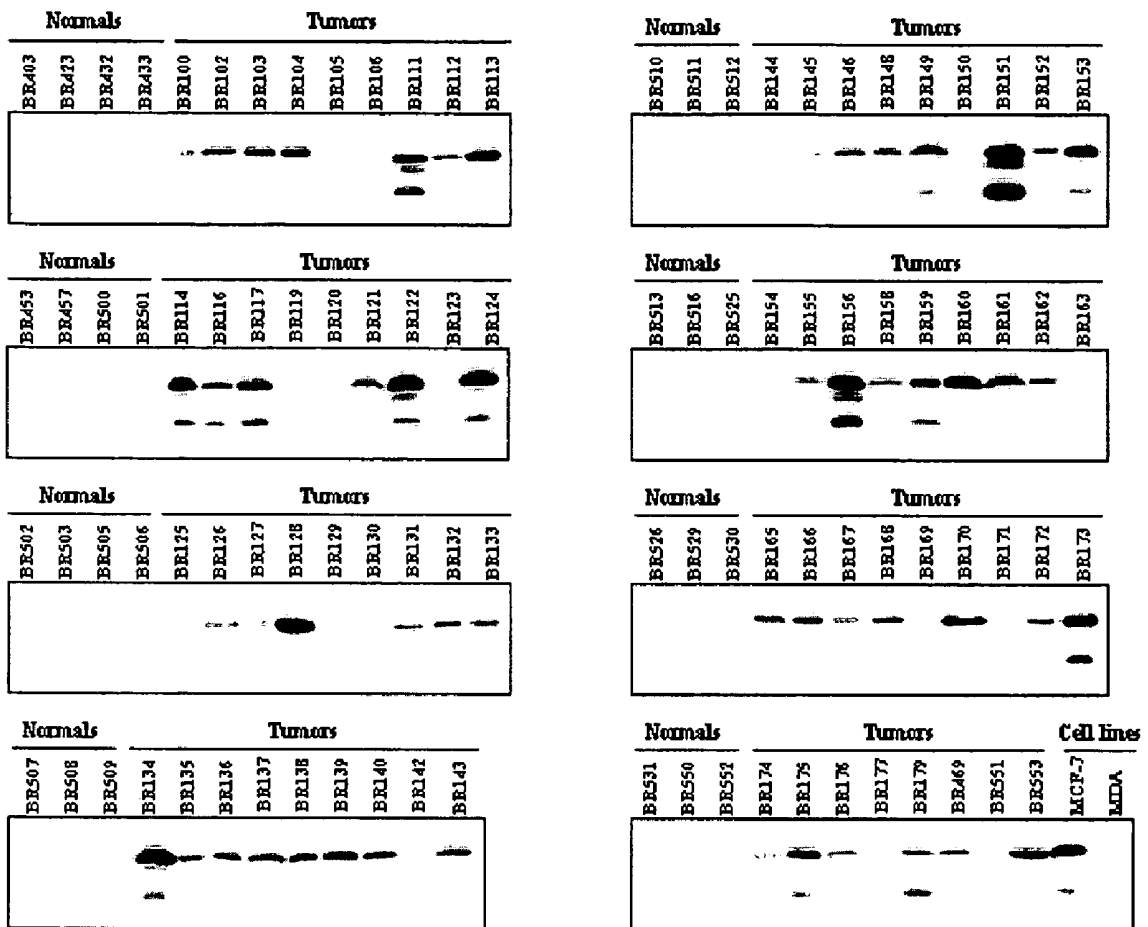 Normals Tumors
BR403 BR423 BR432 BR433 BR100 BR102 BR103 BR104 BR105 BR106 BR111 BR112 BR113
Normals Tumors
BR453 BR457 BR500 BR501 BR114 BR116 BR117 BR119 BR120 BR121 BR122 BR123 BR124
Normals Tumors
BR502 BR503 BR505 BR506 BR125 BR126 BR127 BR128 BR129 BR130 BR131 BR132 BR133
Normals Tumors
BR507 BR508 BR509 BR134 BR135 BR136 BR137 BR138 BR139 BR140 BR142 BR143
Normals Tumors
BR510 BR511 BR512 BR144 BR145 BR146 BR148 BR149 BR150 BR151 BR152 BR153
Normals Tumors
BR513 BR516 BR525 BR154 BR155 BR156 BR158 BR159 BR160 BR161 BR162 BR163
Normals Tumors
BR526 BR529 BR530 BR165 BR166 BR167 BR168 BR169 BR170 BR171 BR172 BR173
Normals Tumors Cell lines
BR531 BR550 BR552 BR174 BR175 BR176 BR177 BR179 BR469 BR551 BR553 MCF-7 MDA